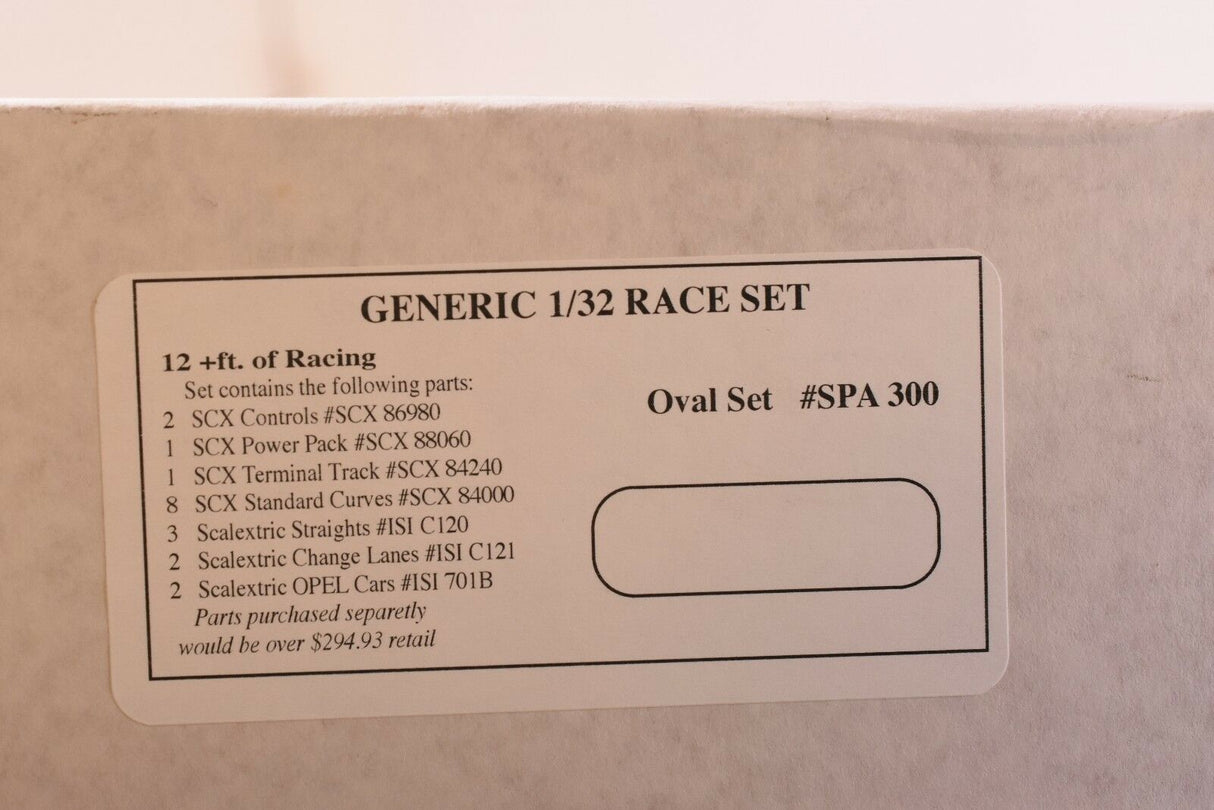 GENERIC 1/32 RACE SET
12 +ft. of Racing
Set contains the following parts:
2 SCX Controls #SCX 86980
1 SCX Power Pack #SCX 88060
1 SCX Terminal Track #SCX 84240
8 SCX Standard Curves #SCX 84000
3 Scalextric Straights #ISI C120
2 Scalextric Change Lanes #ISI C121
2 Scalextric OPEL Cars #ISI 701B
Parts purchased separetly
would be over $294.93 retail
Oval Set #SPA 300